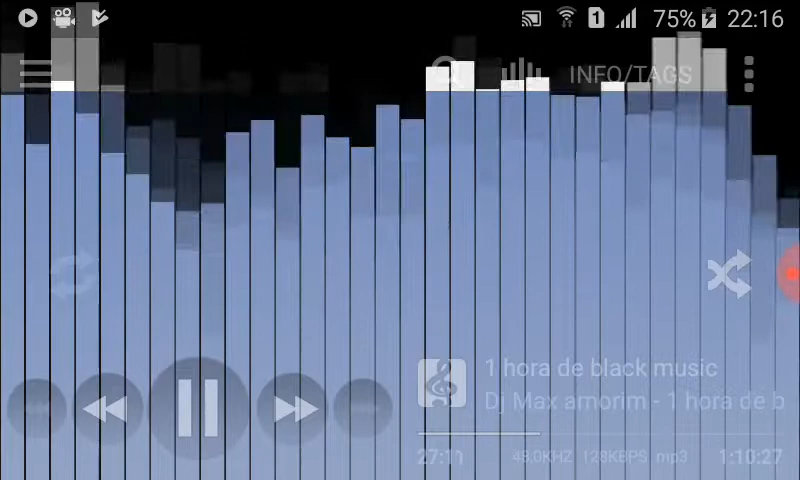 1 75% 22:16
INFO/TAGS
1 hora de black music
Dj Max amorim - 1 hora de b
27:11 48.0KHZ 128KBPS mp3 1:10:27